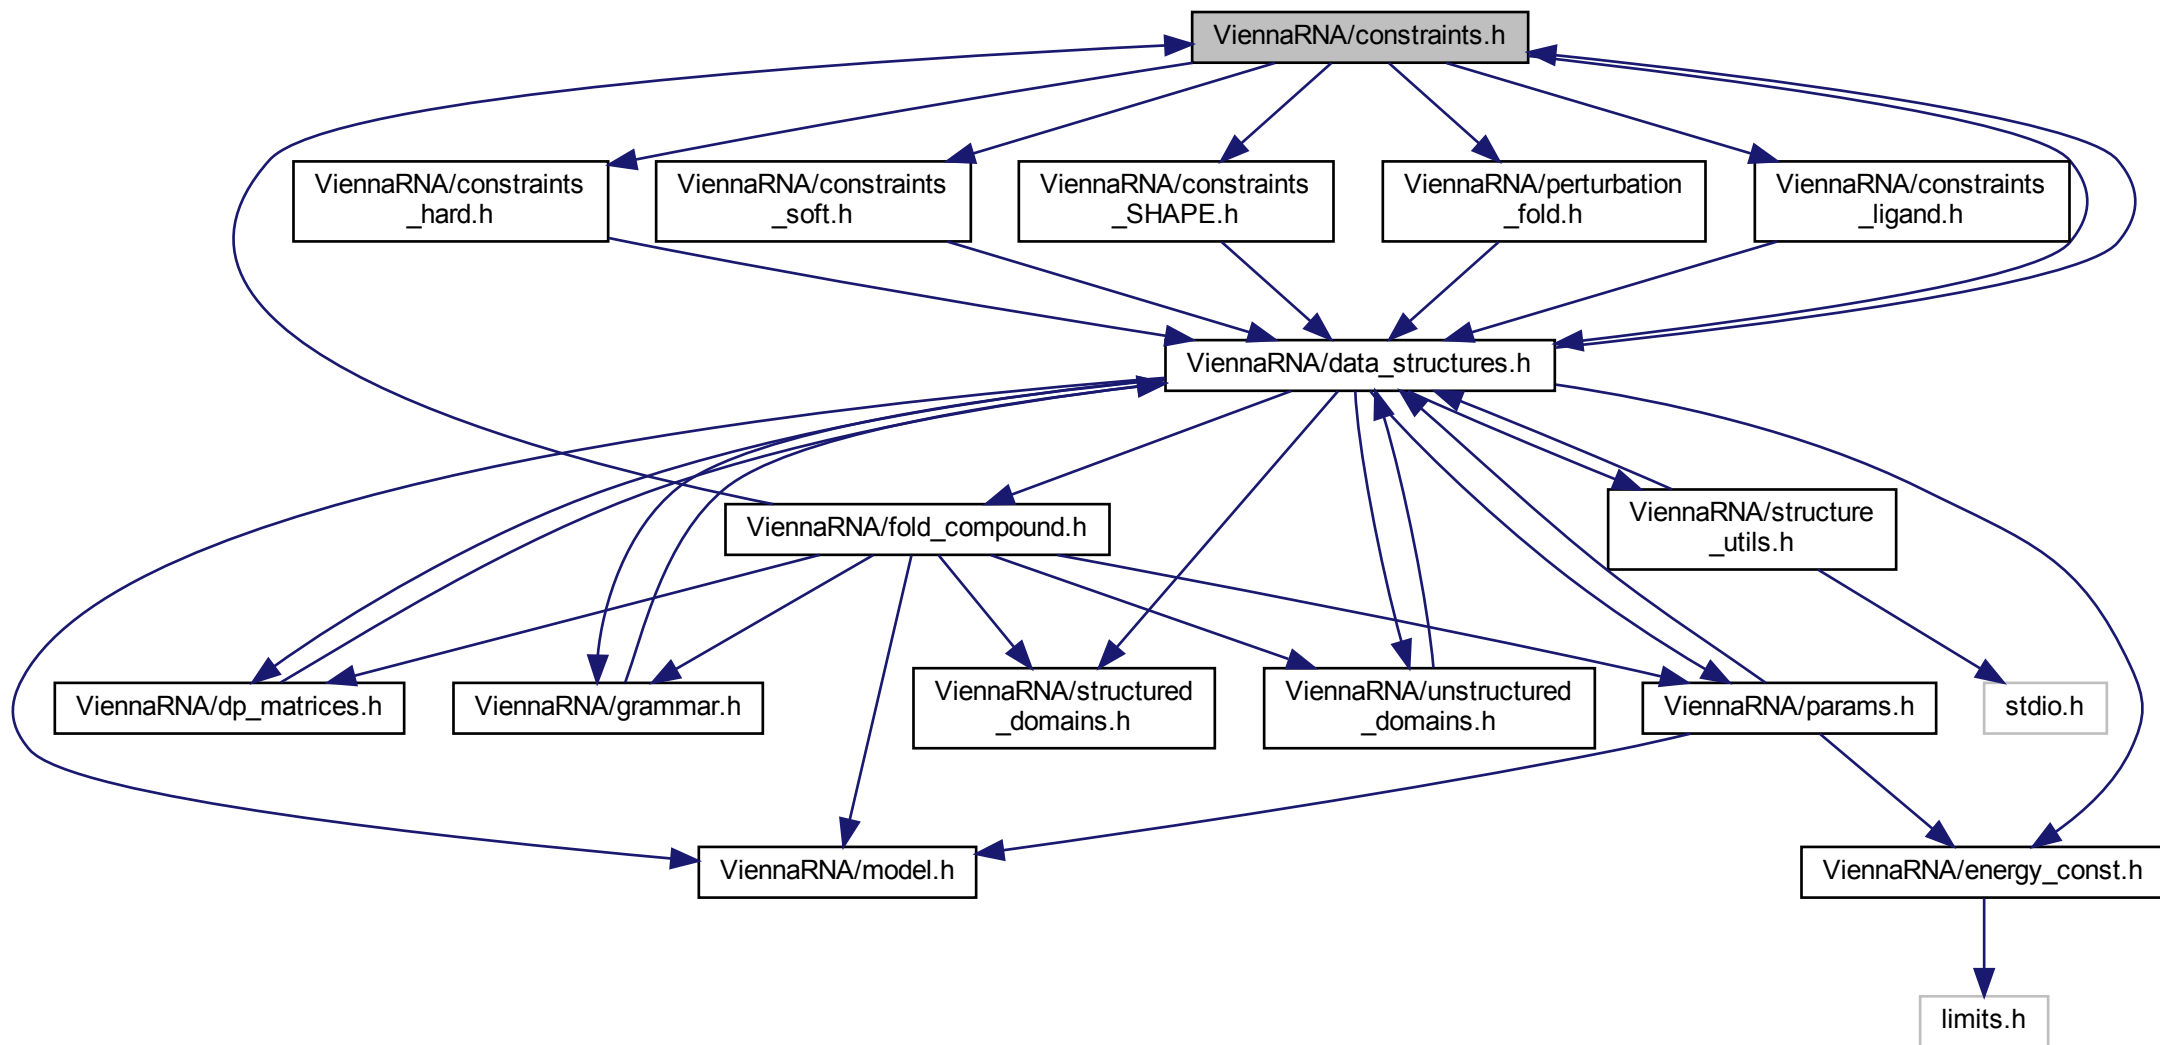 ViennaRNA/constraints.h
ViennaRNA/constraints
_hard.h
ViennaRNA/constraints
_soft.h
ViennaRNA/constraints
_SHAPE.h
ViennaRNA/perturbation
_fold.h
ViennaRNA/constraints
_ligand.h
ViennaRNA/data_structures.h
ViennaRNA/fold_compound.h
ViennaRNA/structure
_utils.h
ViennaRNA/dp_matrices.h
ViennaRNA/grammar.h
ViennaRNA/structured
_domains.h
ViennaRNA/unstructured
_domains.h
ViennaRNA/params.h
stdio.h
ViennaRNA/model.h
ViennaRNA/energy_const.h
limits.h